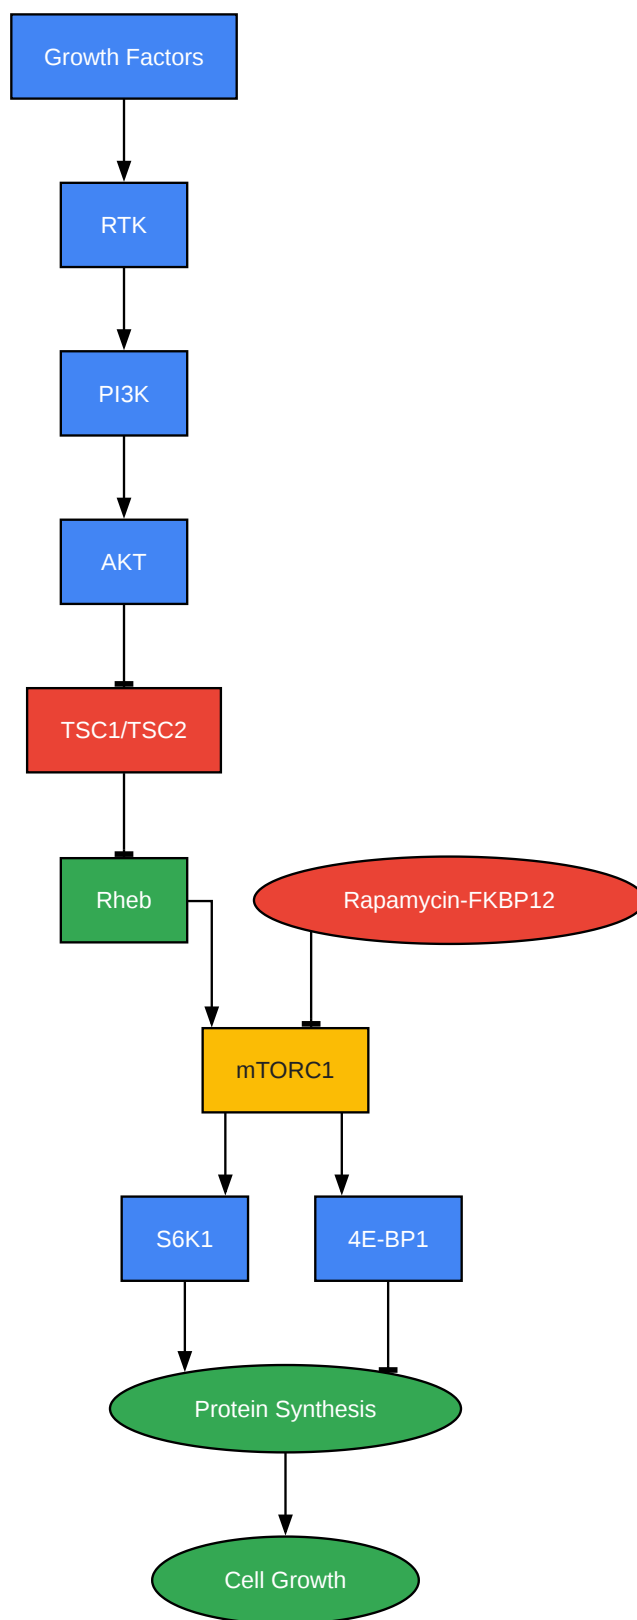 Growth Factors
RTK
PI3K
AKT
TSC1/TSC2
Rheb
Rapamycin-FKBP12
mTORC1
S6K1
4E-BP1
Protein Synthesis
Cell Growth